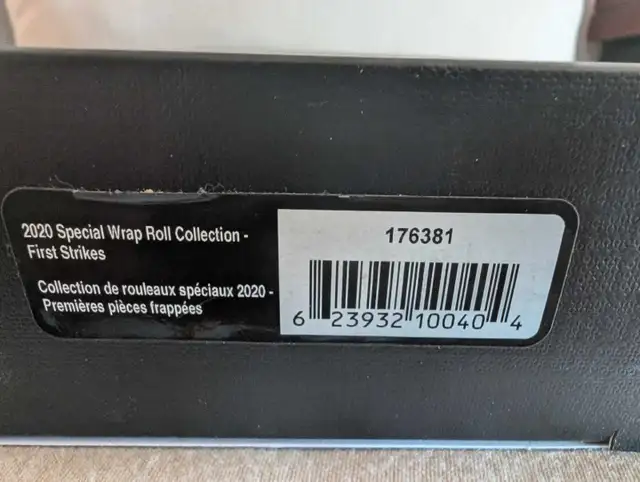 2020 Special Wrap Roll Collection -
First Strikes
Collection de rouleaux spéciaux 2020 -
Premières pièces frappées
176381
6 23932 10040 4